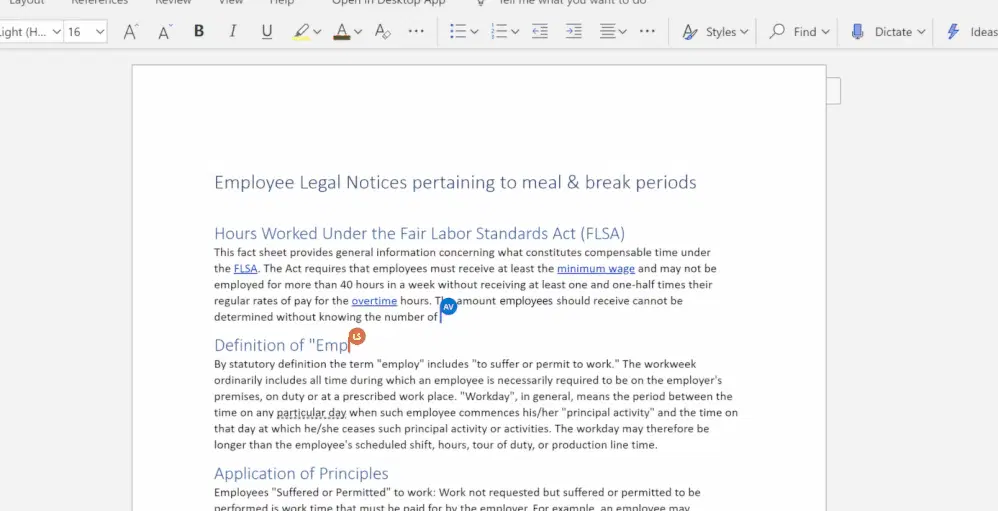 Layout References Review View Help Open in Desktop App Tell me what you want to do
Light (H... 16 A A B I U A A ... Styles Find Dictate Ideas
Employee Legal Notices pertaining to meal & break periods
Hours Worked Under the Fair Labor Standards Act (FLSA)
This fact sheet provides general information concerning what constitutes compensable time under
the FLSA. The Act requires that employees must receive at least the minimum wage and may not be
employed for more than 40 hours in a week without receiving at least one and one-half times their
regular rates of pay for the overtime hours. The amount employees should receive cannot be
AV
determined without knowing the number of
LS
Definition of "Emp
By statutory definition the term "employ" includes "to suffer or permit to work." The workweek
ordinarily includes all time during which an employee is necessarily required to be on the employer's
premises, on duty or at a prescribed work place. "Workday", in general, means the period between the
time on any particular day when such employee commences his/her "principal activity" and the time on
that day at which he/she ceases such principal activity or activities. The workday may therefore be
longer than the employee's scheduled shift, hours, tour of duty, or production line time.
Application of Principles
Employees "Suffered or Permitted" to work: Work not requested but suffered or permitted to be
performed is work time that must be paid for by the employer. For example, an employee may